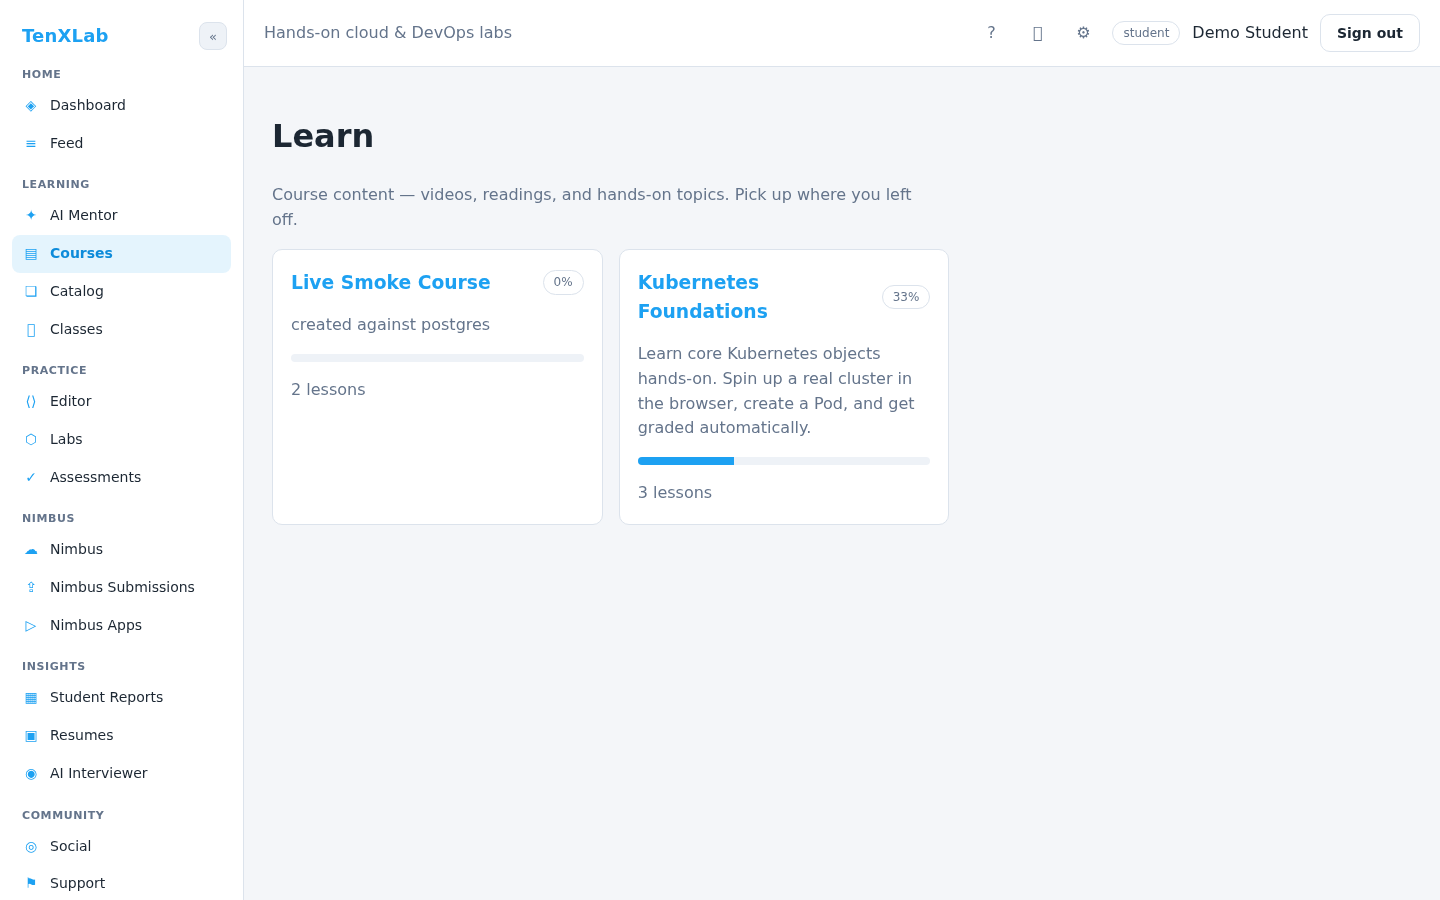 TenXLab
«
Hands-on cloud & DevOps labs
?
student
Demo Student
Sign out
HOME
Dashboard
Feed
LEARNING
AI Mentor
Courses
Catalog
Classes
PRACTICE
Editor
Labs
Assessments
NIMBUS
Nimbus
Nimbus Submissions
Nimbus Apps
INSIGHTS
Student Reports
Resumes
AI Interviewer
COMMUNITY
Social
Support
Learn
Course content — videos, readings, and hands-on topics. Pick up where you left
off.
Live Smoke Course
0%
created against postgres
2 lessons
Kubernetes
Foundations
33%
Learn core Kubernetes objects
hands-on. Spin up a real cluster in
the browser, create a Pod, and get
graded automatically.
3 lessons